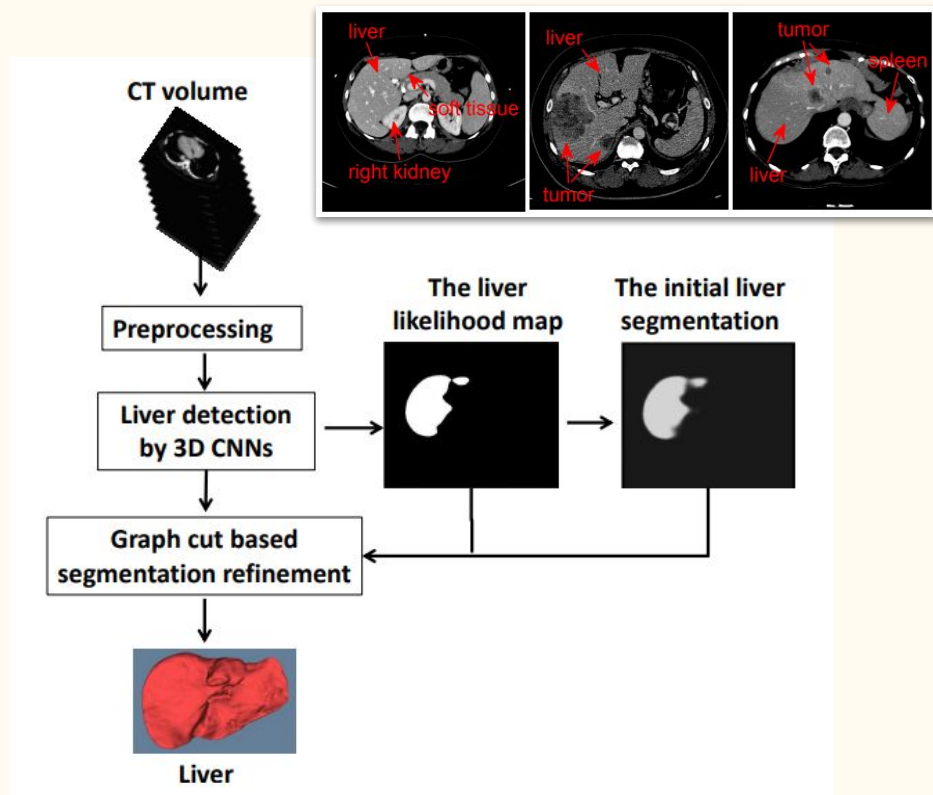 liver
soft tissue
right kidney
liver
tumor
tumor
spleen
liver
CT volume
Preprocessing
Liver detection
by 3D CNNs
The liver
likelihood map
The initial liver
segmentation
Graph cut based
segmentation refinement
Liver